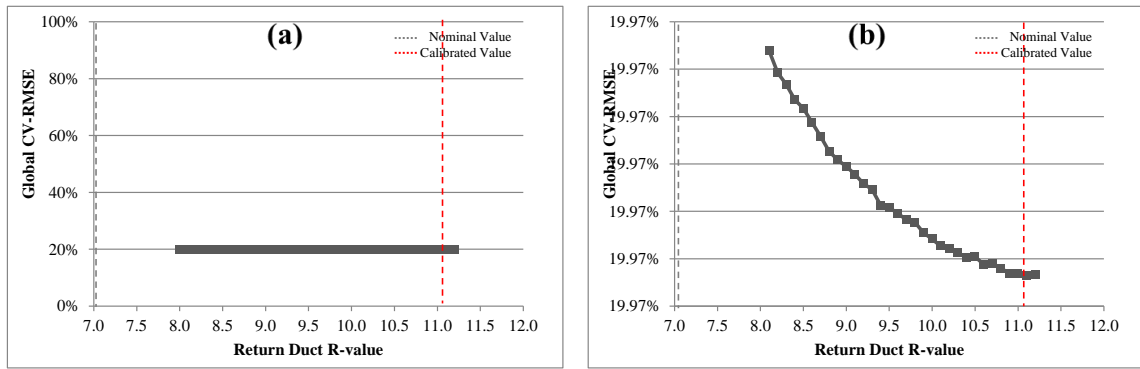 (a)
Nominal Value
Calibrated Value
Global CV-RMSE
100%
80%
60%
40%
20%
0%
7.0 7.5 8.0 8.5 9.0 9.5 10.0 10.5 11.0 11.5 12.0
Return Duct R-value
(b)
Nominal Value
Calibrated Value
Global CV-RMSE
19.97%
19.97%
19.97%
19.97%
19.97%
19.97%
19.97%
7.0 7.5 8.0 8.5 9.0 9.5 10.0 10.5 11.0 11.5 12.0
Return Duct R-value